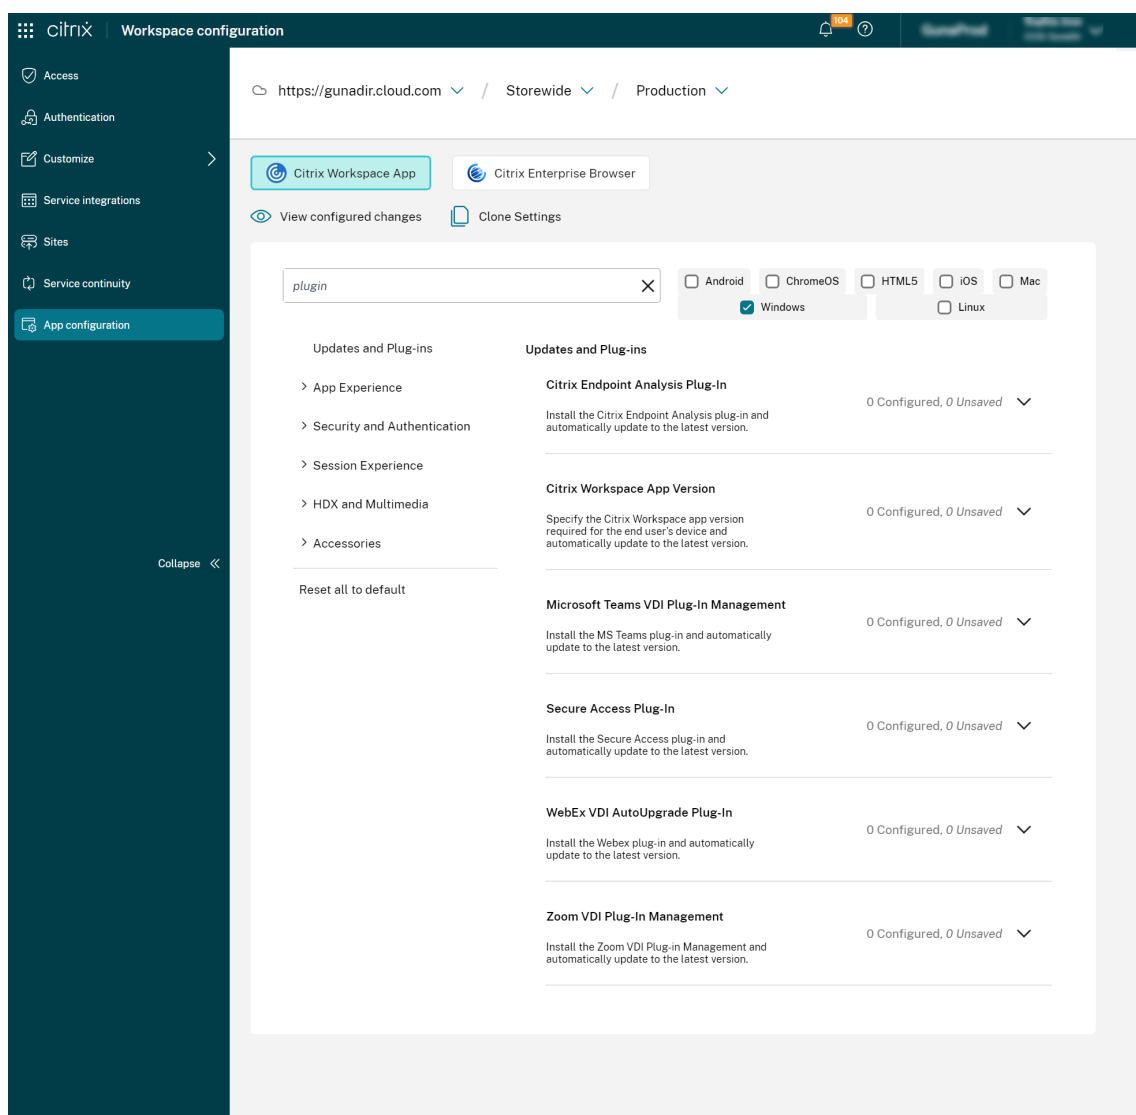 citrix Workspace configuration 104
Access
Authentication
Customize
Service integrations
Sites
Service continuity
App configuration
Collapse
https://gunadir.cloud.com / Storewide / Production
Citrix Workspace App Citrix Enterprise Browser
View configured changes Clone Settings
plugin
Android ChromeOS HTML5 iOS Mac
Windows Linux
Updates and Plug-ins
App Experience
Security and Authentication
Session Experience
HDX and Multimedia
Accessories
Reset all to default
Updates and Plug-ins
Citrix Endpoint Analysis Plug-In
Install the Citrix Endpoint Analysis plug-in and
automatically update to the latest version.
0 Configured, 0 Unsaved
Citrix Workspace App Version
Specify the Citrix Workspace app version
required for the end user's device and
automatically update to the latest version.
0 Configured, 0 Unsaved
Microsoft Teams VDI Plug-In Management
Install the MS Teams plug-in and automatically
update to the latest version.
0 Configured, 0 Unsaved
Secure Access Plug-In
Install the Secure Access plug-in and
automatically update to the latest version.
0 Configured, 0 Unsaved
WebEx VDI AutoUpgrade Plug-In
Install the Webex plug-in and automatically
update to the latest version.
0 Configured, 0 Unsaved
Zoom VDI Plug-In Management
Install the Zoom VDI Plug-in Management and
automatically update to the latest version.
0 Configured, 0 Unsaved